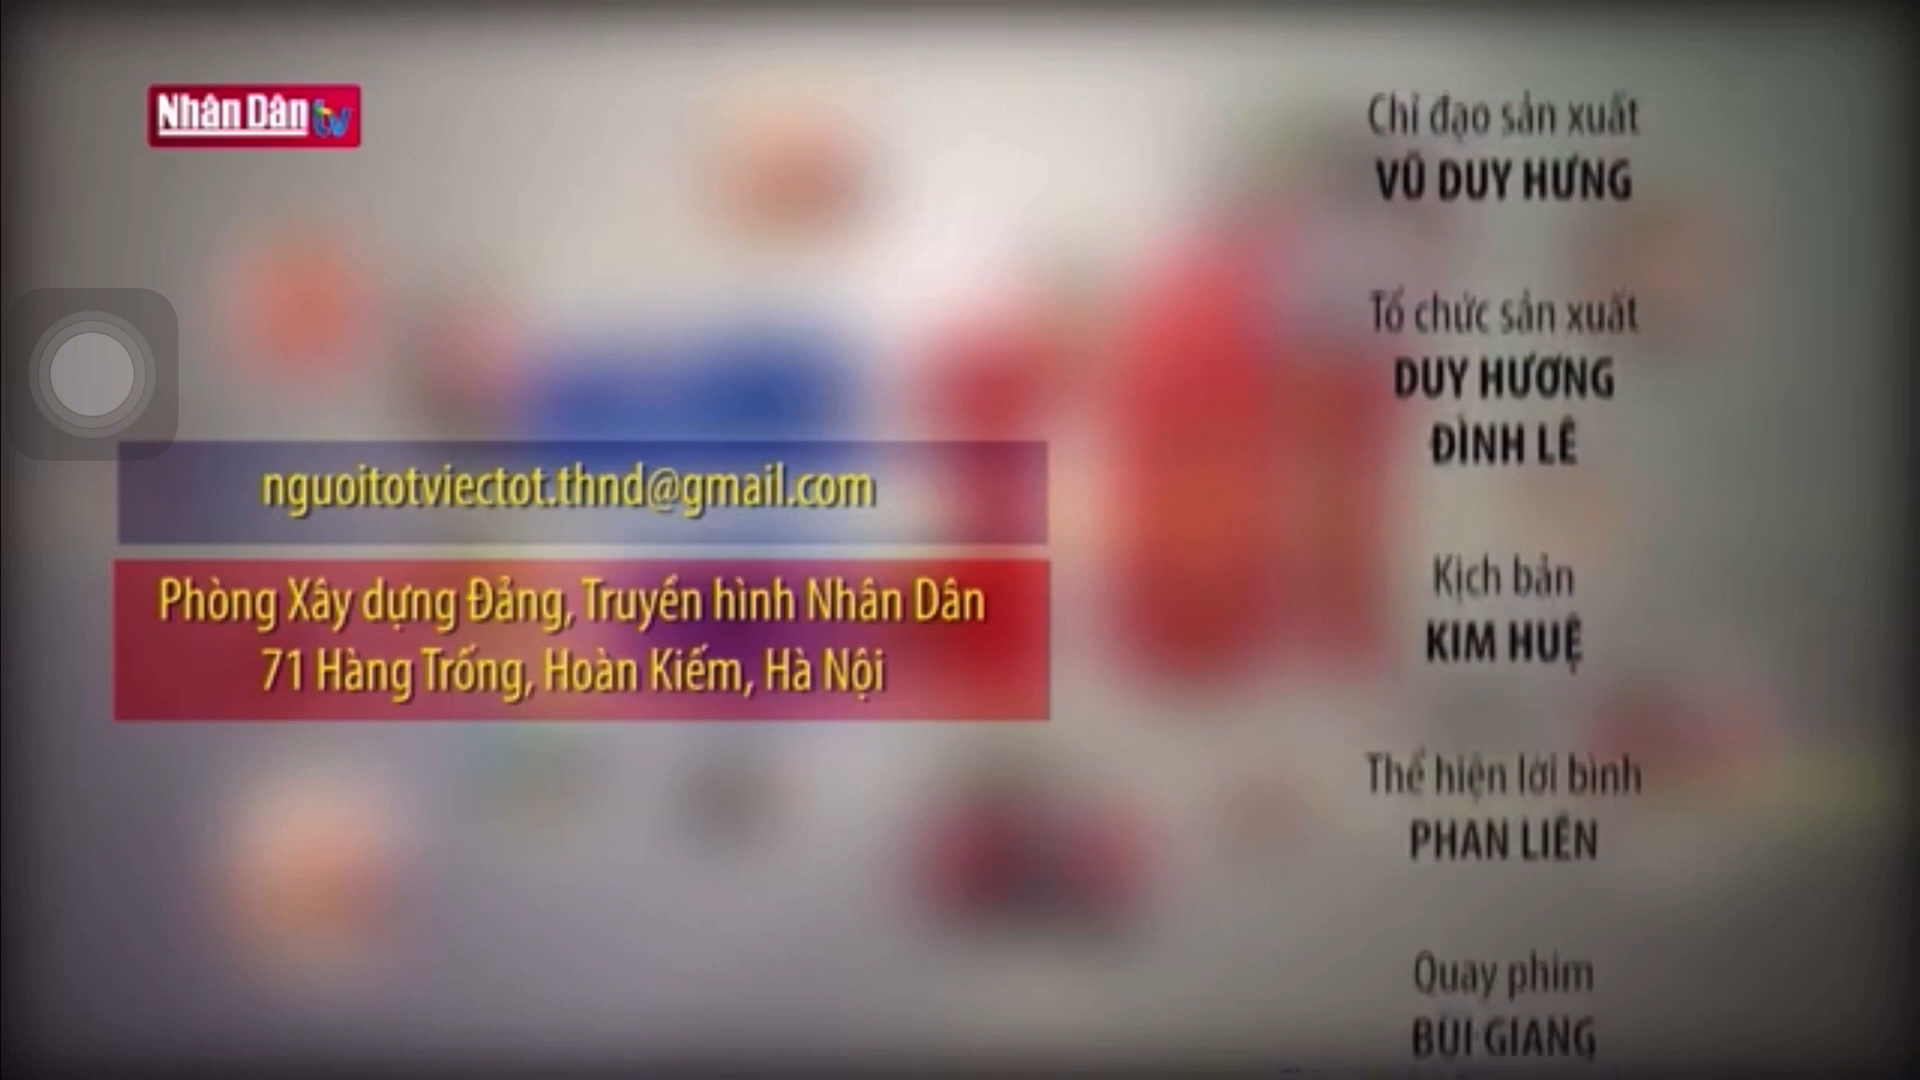 Nhân Dân tv
nguoitotviectot.thnd@gmail.com
Phòng Xây dựng Đảng, Truyền hình Nhân Dân
71 Hàng Trống, Hoàn Kiếm, Hà Nội
Chỉ đạo sản xuất
VŨ DUY HƯNG
Tổ chức sản xuất
DUY HƯƠNG
ĐÌNH LÊ
Kịch bản
KIM HUỆ
Thể hiện lời bình
PHAN LIÊN
Quay phim
BÙI GIANG